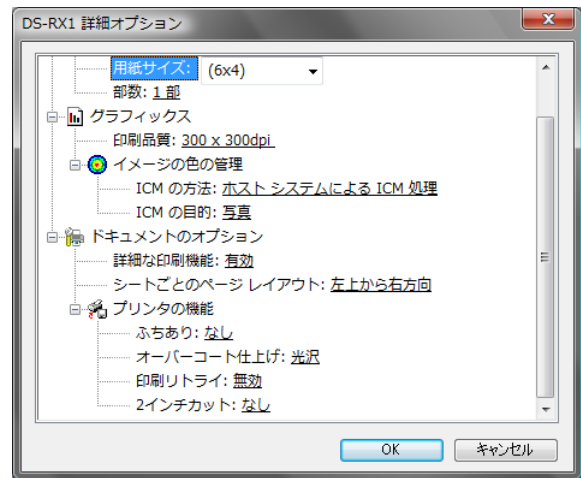 DS-RX1 詳細オプション
用紙サイズ: (6x4)
部数: 1 部
グラフィックス
印刷品質: 300 x 300dpi
イメージの色の管理
ICM の方法: ホスト システムによる ICM 処理
ICM の目的: 写真
ドキュメントのオプション
詳細な印刷機能: 有効
シートごとのページ レイアウト: 左上から右方向
プリンタの機能
ふちあり: なし
オーバーコート仕上げ: 光沢
印刷リトライ: 無効
2インチカット: なし
OK キャンセル